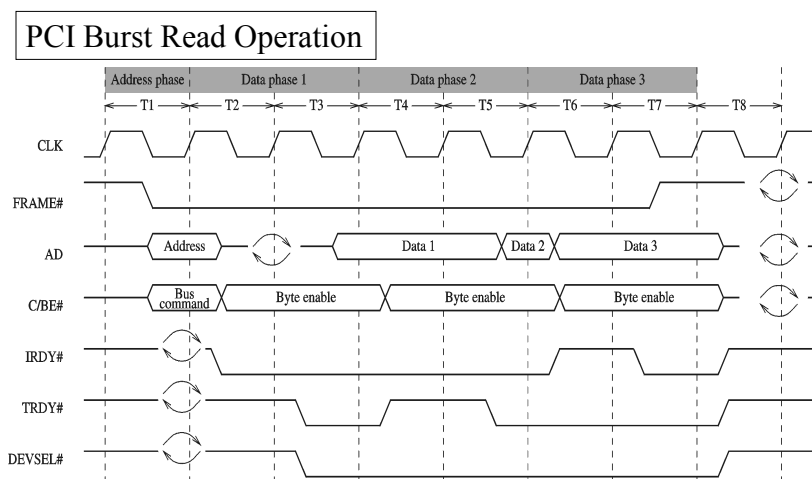 PCI Burst Read Operation
Address phase Data phase 1 Data phase 2 Data phase 3
T1 T2 T3 T4 T5 T6 T7 T8
CLK
FRAME#
AD Address Data 1 Data 2 Data 3
C/BE# Bus command Byte enable Byte enable Byte enable
IRDY#
TRDY#
DEVSEL#